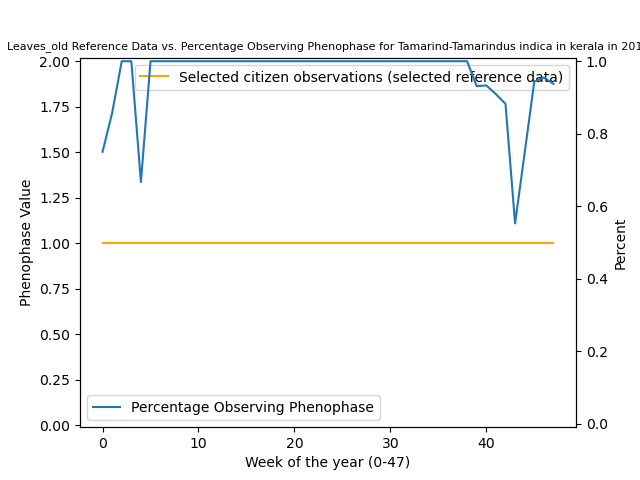 Leaves_old Reference Data vs. Percentage Observing Phenophase for Tamarind-Tamarindus indica in kerala in 201
2.00
1.75
1.50
1.25
1.00
0.75
0.50
0.25
0.00
Phenophase Value
Selected citizen observations (selected reference data)
Percentage Observing Phenophase
1.0
0.8
0.6
0.4
0.2
0.0
Percent
0 10 20 30 40
Week of the year (0-47)